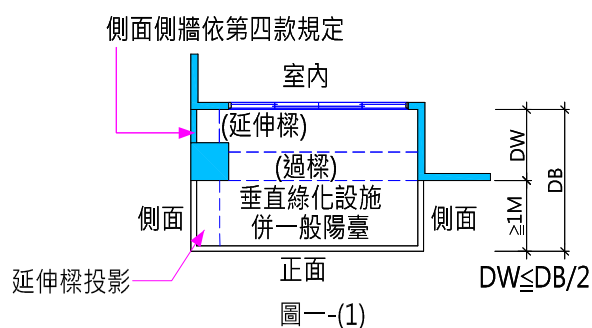 側面側牆依第四款規定
室內
(延伸樑)
(過樑)
垂直綠化設施
併一般陽臺
側面
側面
正面
延伸樑投影
DW
DB
≧1M
DW≦DB/2
圖一-(1)